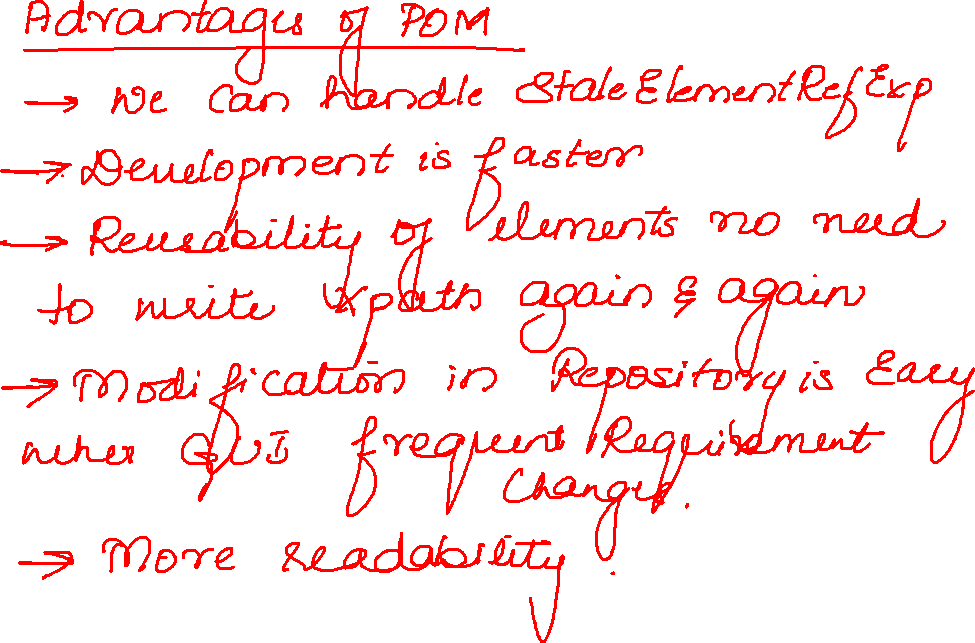 Advantages of POM
→ We can handle StaleElementRefExp
→ Development is faster
→ Reusability of elements no need
to write Xpath again & again
→ Modification in Repository is Easy
when GUI frequent Requirement
Changes.
→ More readability.